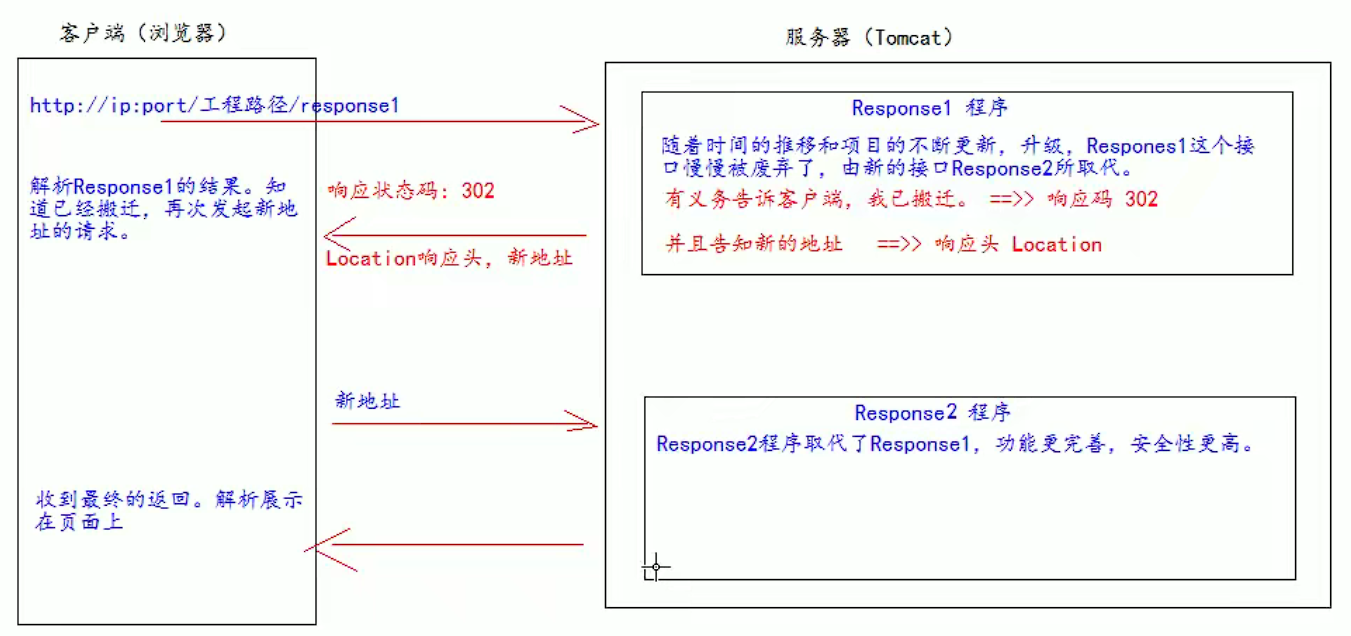 客户端（浏览器）
服务器（Tomcat）
http://ip:port/工程路径/response1
解析Response1的结果。知
道已经搬迁，再次发起新地
址的请求。
响应状态码：302
Location响应头，新地址
Response1 程序
随着时间的推移和项目的不断更新，升级，Respones1这个接
口慢慢被废弃了，由新的接口Response2所取代。
有义务告诉客户端，我已搬迁。 ==>> 响应码 302
并且告知新的地址 ==>> 响应头 Location
新地址
Response2 程序
Response2程序取代了Response1，功能更完善，安全性更高。
收到最终的返回。解析展示
在页面上